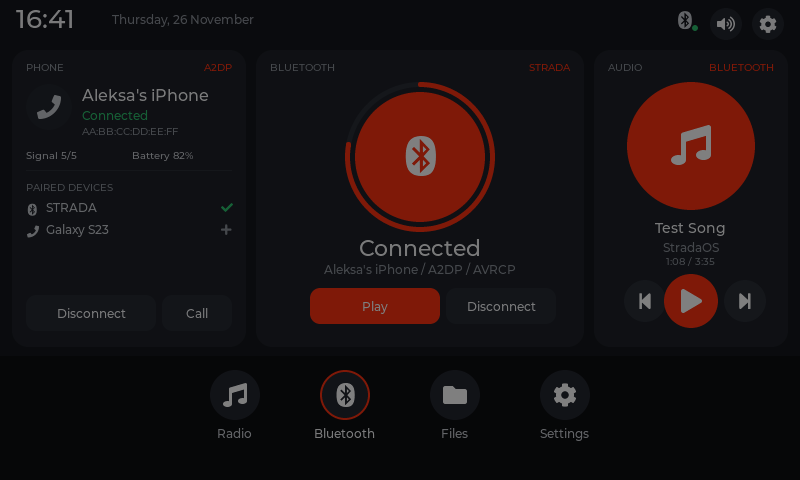 16:41
Thursday, 26 November
PHONE
A2DP
Aleksa's iPhone
Connected
AA:BB:CC:DD:EE:FF
Signal 5/5
Battery 82%
PAIRED DEVICES
STRADA
Galaxy S23
Disconnect
Call
BLUETOOTH
STRADA
Connected
Aleksa's iPhone / A2DP / AVRCP
Play
Disconnect
AUDIO
BLUETOOTH
Test Song
StradaOS
1:08 / 3:35
Radio
Bluetooth
Files
Settings